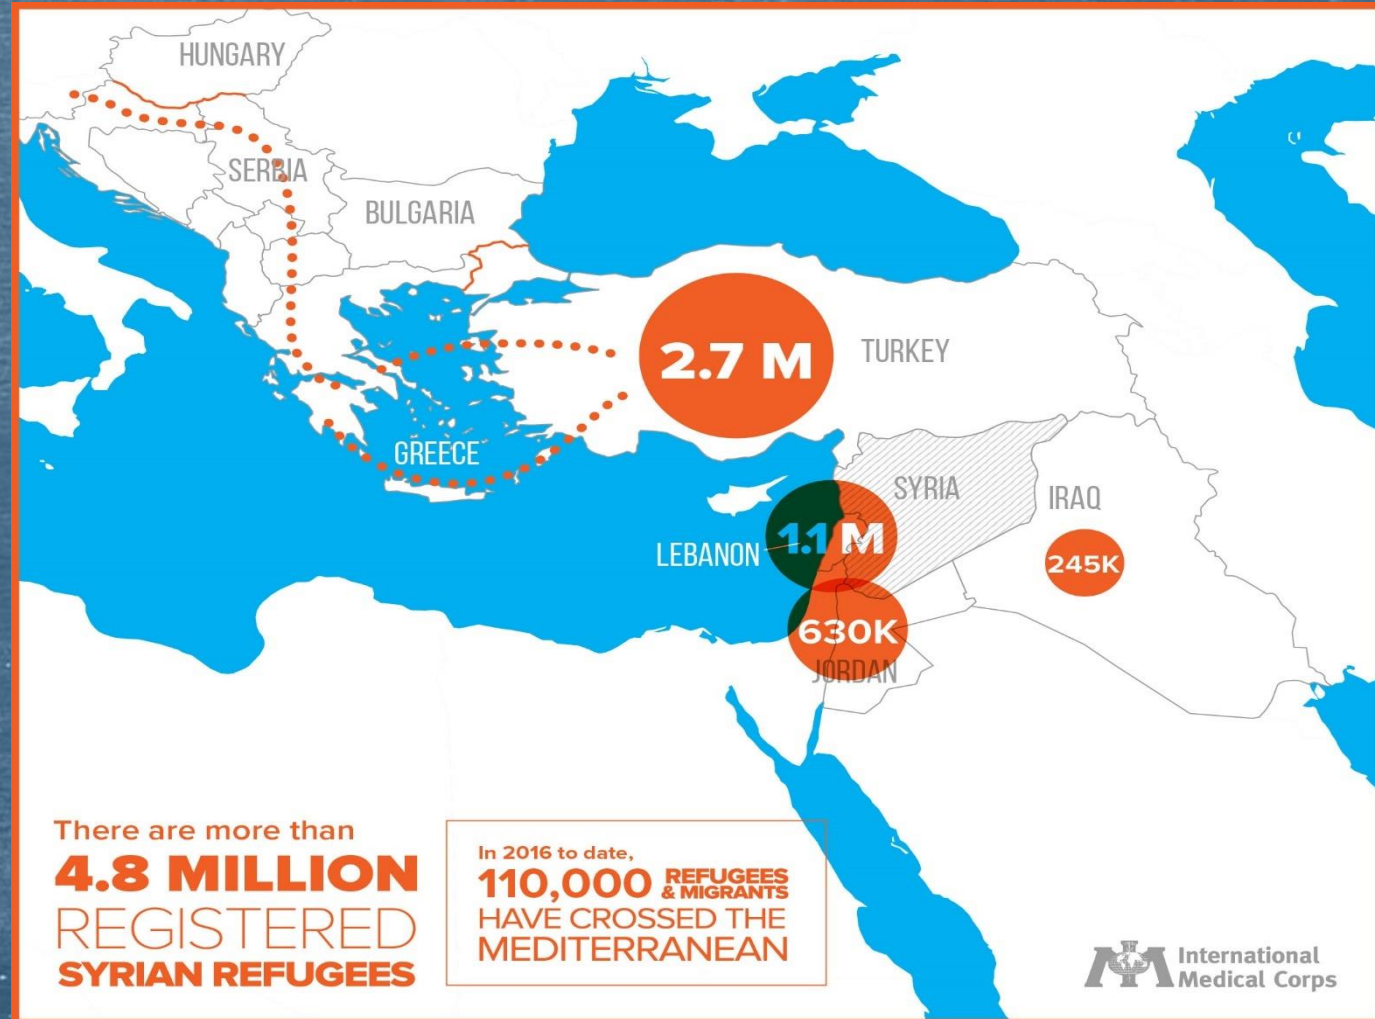 HUNGARY
SERBIA
BULGARIA
2.7 M
TURKEY
GREECE
SYRIA
IRAQ
LEBANON
1.1 M
245K
630K
JORDAN
There are more than
4.8 MILLION
REGISTERED
SYRIAN REFUGEES
In 2016 to date,
110,000 REFUGEES & MIGRANTS
HAVE CROSSED THE
MEDITERRANEAN
International
Medical Corps